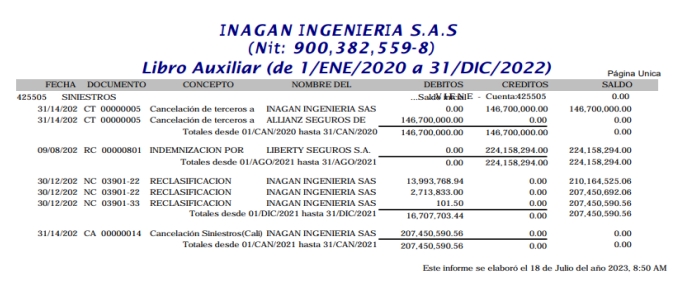 INAGAN INGENIERIA S.A.S
(Nit: 900,382,559-8)
Libro Auxiliar (de 1/ENE/2020 a 31/DIC/2022)
Página Unica
FECHA DOCUMENTO CONCEPTO NOMBRE DEL DEBITOS CREDITOS SALDO
425505 SINIESTROS ...Saldo - Cuenta:425505 0.00
31/14/202 CT 00000005 Cancelación de terceros a INAGAN INGENIERIA SAS 0.00 146,700,000.00 146,700,000.00
31/14/202 CT 00000005 Cancelación de terceros a ALLIANZ SEGUROS DE 146,700,000.00 0.00 0.00
Totales desde 01/CAN/2020 hasta 31/CAN/2020 146,700,000.00 146,700,000.00 0.00
09/08/202 RC 00000801 INDEMNIZACION POR LIBERTY SEGUROS S.A. 0.00 224,158,294.00 224,158,294.00
Totales desde 01/AGO/2021 hasta 31/AGO/2021 0.00 224,158,294.00 224,158,294.00
30/12/202 NC 03901-22 RECLASIFICACION INAGAN INGENIERIA SAS 13,993,768.94 0.00 210,164,525.06
30/12/202 NC 03901-22 RECLASIFICACION INAGAN INGENIERIA SAS 2,713,833.00 0.00 207,450,692.06
30/12/202 NC 03901-33 RECLASIFICACION INAGAN INGENIERIA SAS 101.50 0.00 207,450,590.56
Totales desde 01/DIC/2021 hasta 31/DIC/2021 16,707,703.44 0.00 207,450,590.56
31/14/202 CA 00000014 Cancelación Siniestros(Cali) INAGAN INGENIERIA SAS 207,450,590.56 0.00 0.00
Totales desde 01/CAN/2021 hasta 31/CAN/2021 207,450,590.56 0.00 0.00
Este informe se elaboró el 18 de Julio del año 2023, 8:50 AM